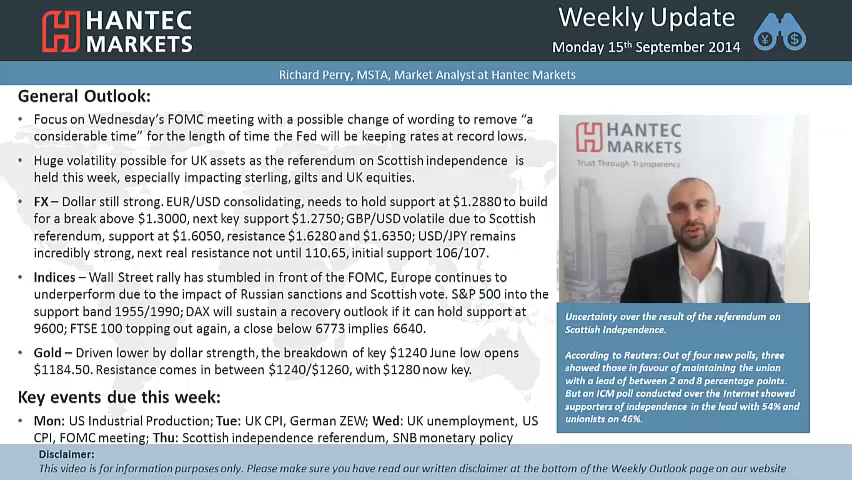 HANTEC
MARKETS
Weekly Update
Monday 15th September 2014
¥ $
Richard Perry, MSTA, Market Analyst at Hantec Markets
General Outlook:
• Focus on Wednesday's FOMC meeting with a possible change of wording to remove "a
considerable time" for the length of time the Fed will be keeping rates at record lows.
• Huge volatility possible for UK assets as the referendum on Scottish independence is
held this week, especially impacting sterling, gilts and UK equities.
• FX – Dollar still strong. EUR/USD consolidating, needs to hold support at $1.2880 to build
for a break above $1.3000, next key support $1.2750; GBP/USD volatile due to Scottish
referendum, support at $1.6050, resistance $1.6280 and $1.6350; USD/JPY remains
incredibly strong, next real resistance not until 110.65, initial support 106/107.
• Indices – Wall Street rally has stumbled in front of the FOMC, Europe continues to
underperform due to the impact of Russian sanctions and Scottish vote. S&P 500 into the
support band 1955/1990; DAX will sustain a recovery outlook if it can hold support at
9600; FTSE 100 topping out again, a close below 6773 implies 6640.
• Gold – Driven lower by dollar strength, the breakdown of key $1240 June low opens
$1184.50. Resistance comes in between $1240/$1260, with $1280 now key.
Key events due this week:
• Mon: US Industrial Production; Tue: UK CPI, German ZEW; Wed: UK unemployment, US
CPI, FOMC meeting; Thu: Scottish independence referendum, SNB monetary policy
HANTEC
MARKETS
Trust Through Transparency
Uncertainty over the result of the referendum on
Scottish Independence.
According to Reuters: Out of four new polls, three
showed those in favour of maintaining the union
with a lead of between 2 and 8 percentage points.
But an ICM poll conducted over the Internet showed
supporters of independence in the lead with 54% and
unionists on 46%.
Disclaimer:
This video is for information purposes only. Please make sure you have read our written disclaimer at the bottom of the Weekly Outlook page on our website